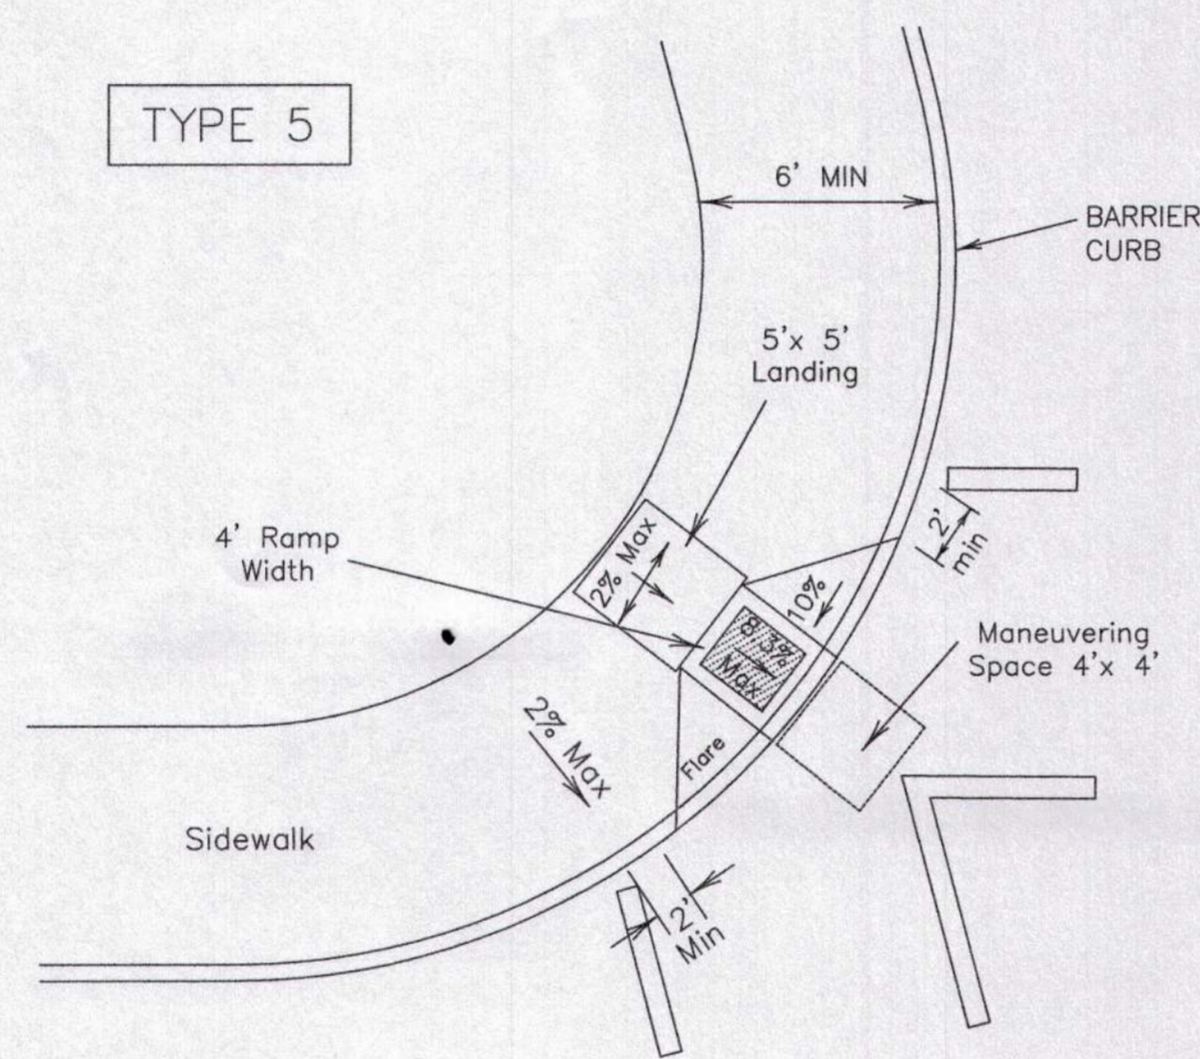 TYPE 5
6' MIN
BARRIER
CURB
5'x 5'
Landing
4' Ramp
Width
2% Max
2'
min
10%
8.3%
Max
Maneuvering
Space 4'x 4'
2% Max
Flare
Sidewalk
2'
Min